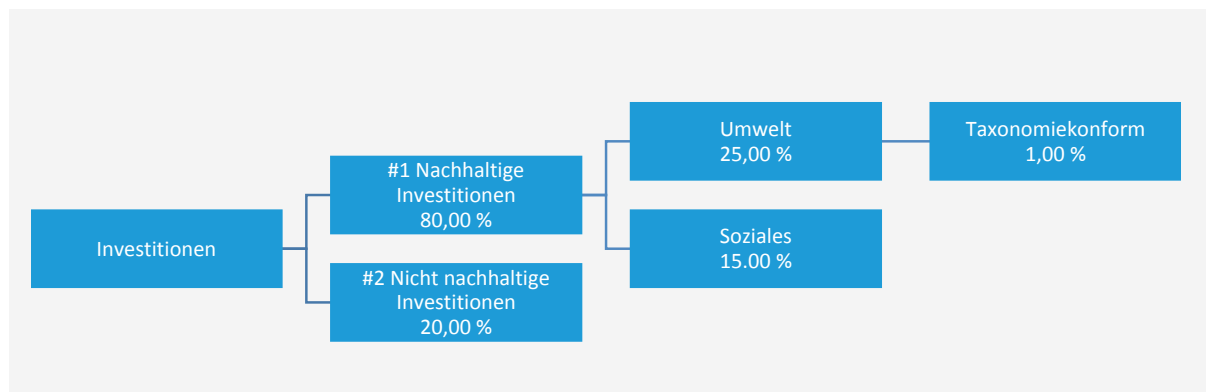 Investitionen
#1 Nachhaltige
Investitionen
80,00 %
#2 Nicht nachhaltige
Investitionen
20,00 %
Umwelt
25,00 %
Soziales
15.00 %
Taxonomiekonform
1,00 %